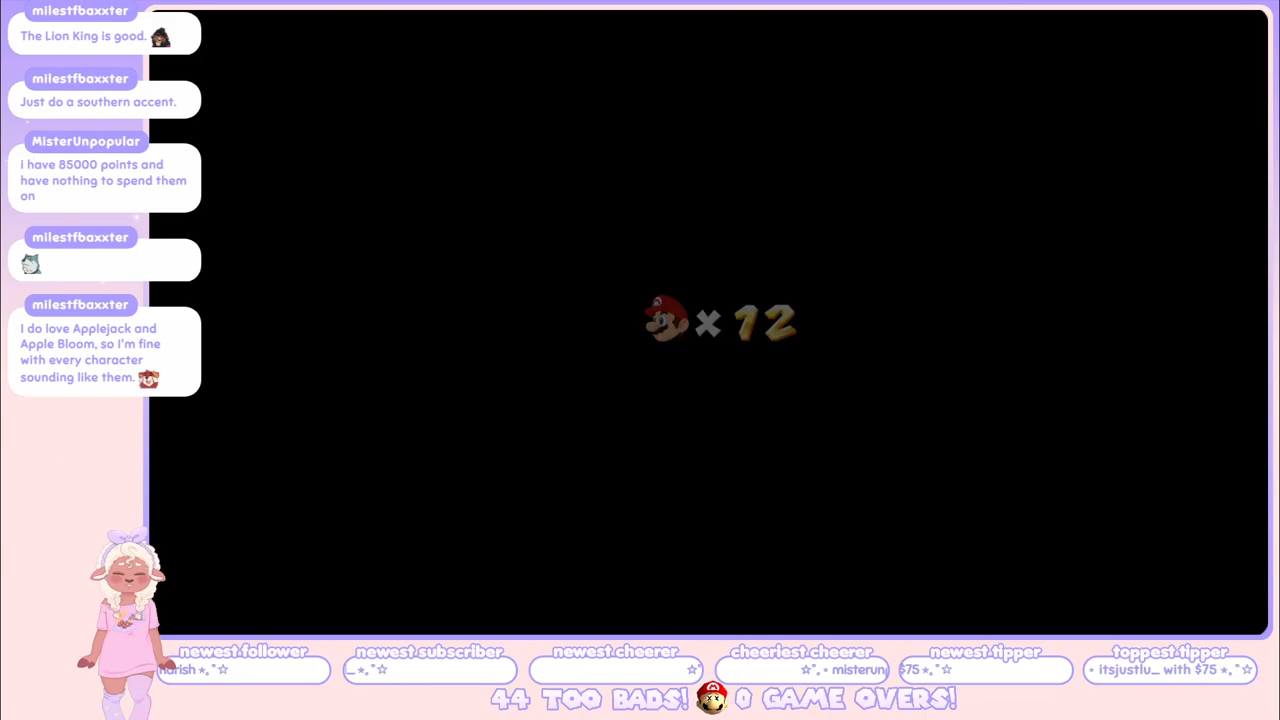 milestfbaxxter
The Lion King is good.
milestfbaxxter
Just do a southern accent.
MisterUnpopular
i have 85000 points and
have nothing to spend them
on
milestfbaxxter
milestfbaxxter
I do love Applejack and
Apple Bloom, so I'm fine
with every character
sounding like them.
× 12
newest follower
newest subscriber
newest cheerer
cheeriest cheerer
newest tipper
toppest tipper
$75 ⋆｡˚☆
⋆ itsjustlu_ with $75 ⋆｡˚☆
44 TOO BADS!
0 GAME OVERS!